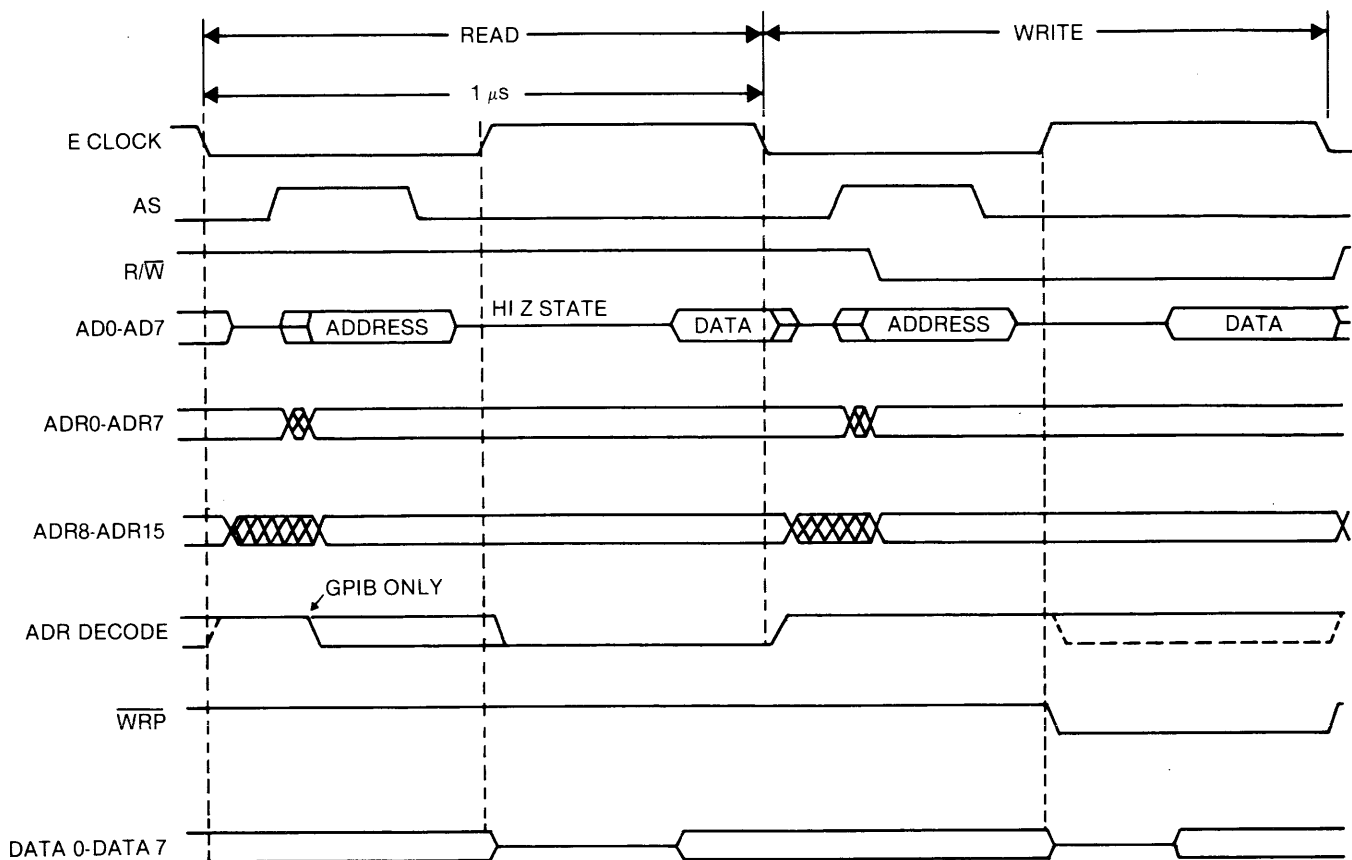 READ
WRITE
1 μs
E CLOCK
AS
R/W̅
AD0-AD7
ADDRESS
HI Z STATE
DATA
ADDRESS
DATA
ADR0-ADR7
ADR8-ADR15
GPIB ONLY
ADR DECODE
W̅R̅P̅
DATA 0-DATA 7